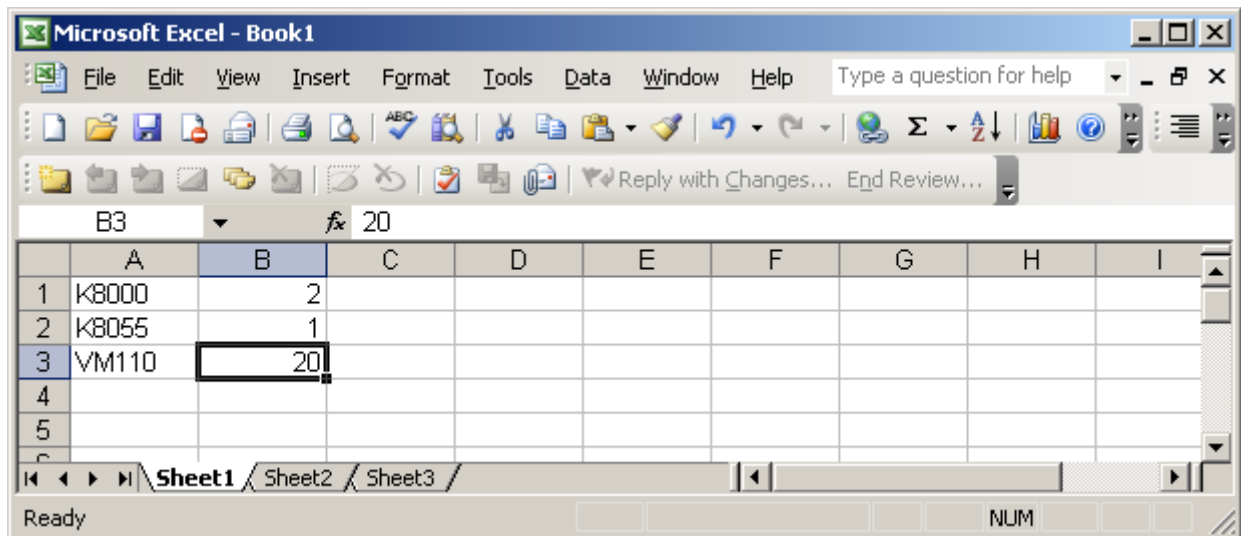 Microsoft Excel - Book1
File Edit View Insert Format Tools Data Window Help Type a question for help
ABC Σ A Z
Reply with Changes... End Review...
B3 fx 20
A B C D E F G H I
1 K8000 2
2 K8055 1
3 VM110 20
4
5
Sheet1 Sheet2 Sheet3
Ready NUM